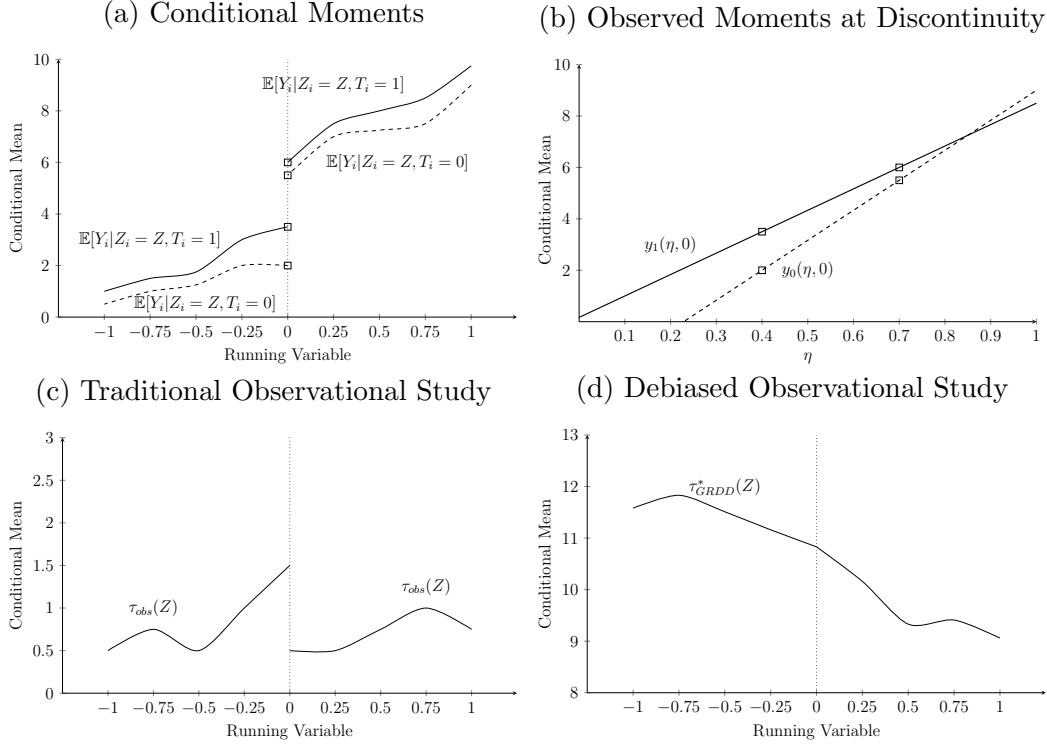 (a) Conditional Moments
Conditional Mean
10
8
6
4
2
0
𝔼[Y_i|Z_i = Z, T_i = 1]
𝔼[Y_i|Z_i = Z, T_i = 0]
𝔼[Y_i|Z_i = Z, T_i = 1]
𝔼[Y_i|Z_i = Z, T_i = 0]
−1 −0.75 −0.5 −0.25 0 0.25 0.5 0.75 1
Running Variable
(b) Observed Moments at Discontinuity
Conditional Mean
10
8
6
4
2
y_1(η, 0)
y_0(η, 0)
0.1 0.2 0.3 0.4 0.5 0.6 0.7 0.8 0.9 1
η
(c) Traditional Observational Study
Conditional Mean
3
2.5
2
1.5
1
0.5
0
τ_{obs}(Z)
τ_{obs}(Z)
−1 −0.75 −0.5 −0.25 0 0.25 0.5 0.75 1
Running Variable
(d) Debiased Observational Study
Conditional Mean
13
12
11
10
9
8
τ^*_{GRDD}(Z)
−1 −0.75 −0.5 −0.25 0 0.25 0.5 0.75 1
Running Variable